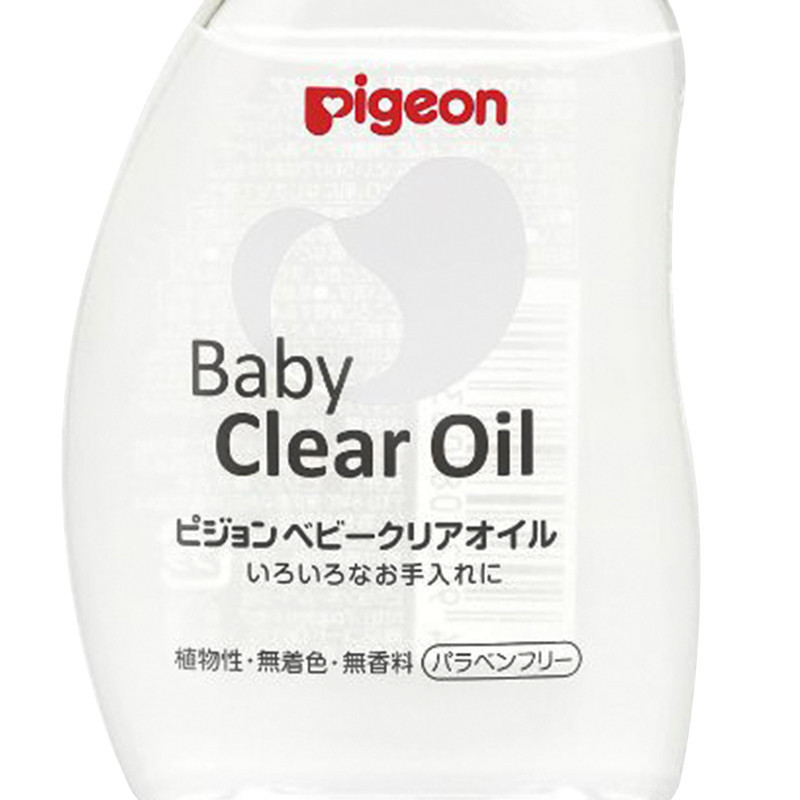 pigeon
Baby
Clear Oil
ピジョンベビークリアオイル
いろいろなお手入れに
植物性・無着色・無香料 パラベンフリー